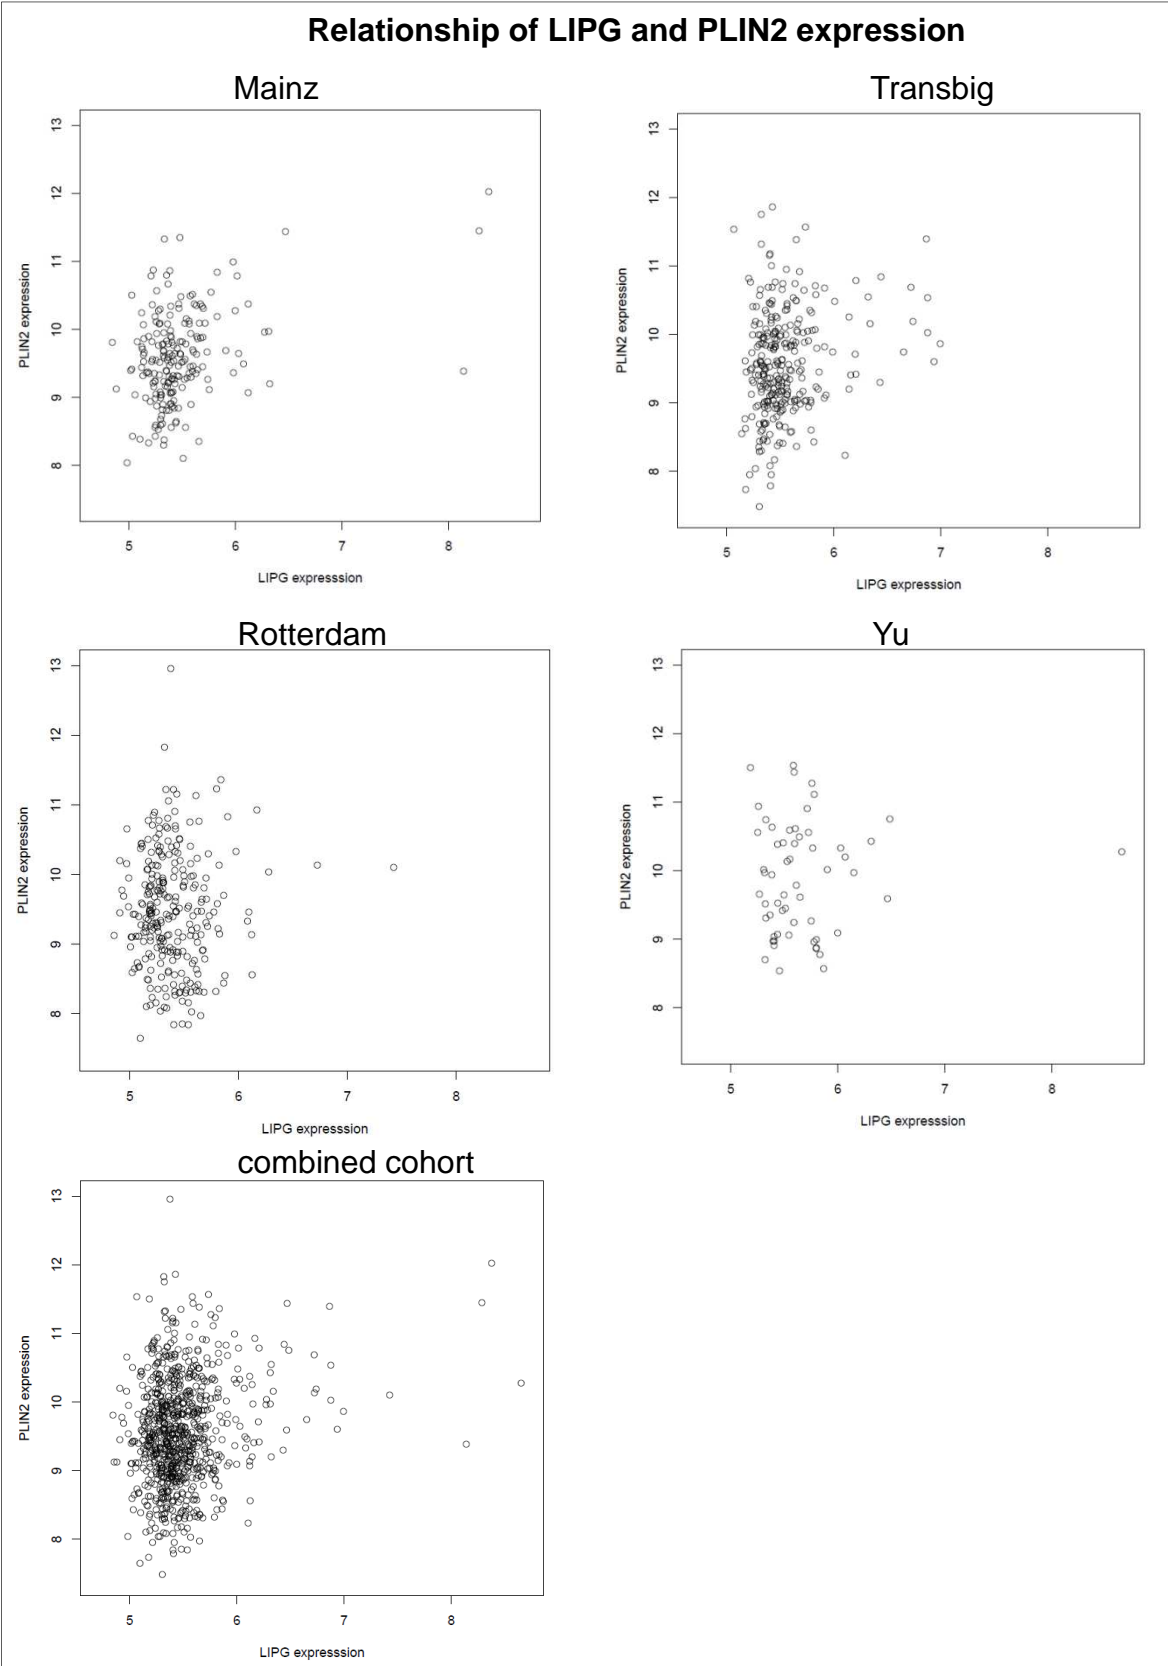 Relationship of LIPG and PLIN2 expression
Mainz
PLIN2 expression
13
12
11
10
9
8
5 6 7 8
LIPG expresssion
Transbig
PLIN2 expression
13
12
11
10
9
8
5 6 7 8
LIPG expresssion
Rotterdam
PLIN2 expression
13
12
11
10
9
8
5 6 7 8
LIPG expresssion
Yu
PLIN2 expression
13
12
11
10
9
8
5 6 7 8
LIPG expresssion
combined cohort
PLIN2 expression
13
12
11
10
9
8
5 6 7 8
LIPG expresssion